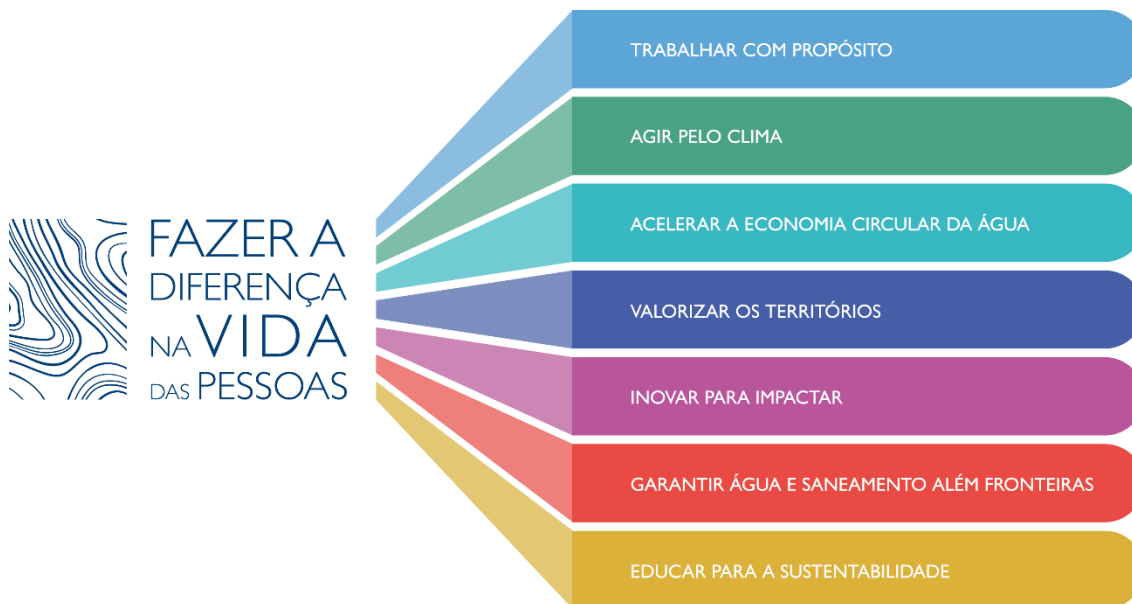 FAZER A
DIFERENÇA
NA VIDA
DAS PESSOAS
TRABALHAR COM PROPÓSITO
AGIR PELO CLIMA
ACELERAR A ECONOMIA CIRCULAR DA ÁGUA
VALORIZAR OS TERRITÓRIOS
INOVAR PARA IMPACTAR
GARANTIR ÁGUA E SANEAMENTO ALÉM FRONTEIRAS
EDUCAR PARA A SUSTENTABILIDADE